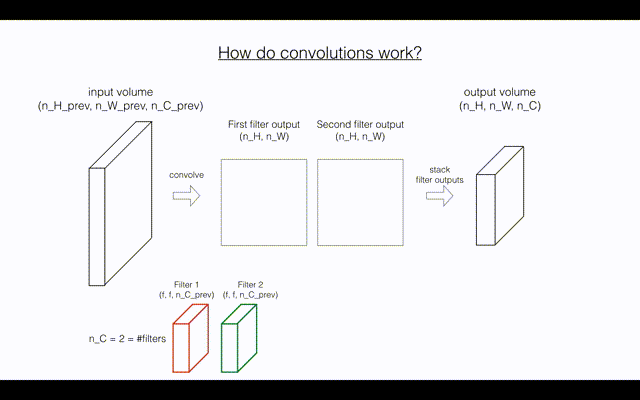 How do convolutions work?
input volume
(n_H_prev, n_W_prev, n_C_prev)
First filter output
(n_H, n_W)
Second filter output
(n_H, n_W)
output volume
(n_H, n_W, n_C)
convolve
stack
filter outputs
Filter 1
(f, f, n_C_prev)
Filter 2
(f, f, n_C_prev)
n_C = 2 = #filters